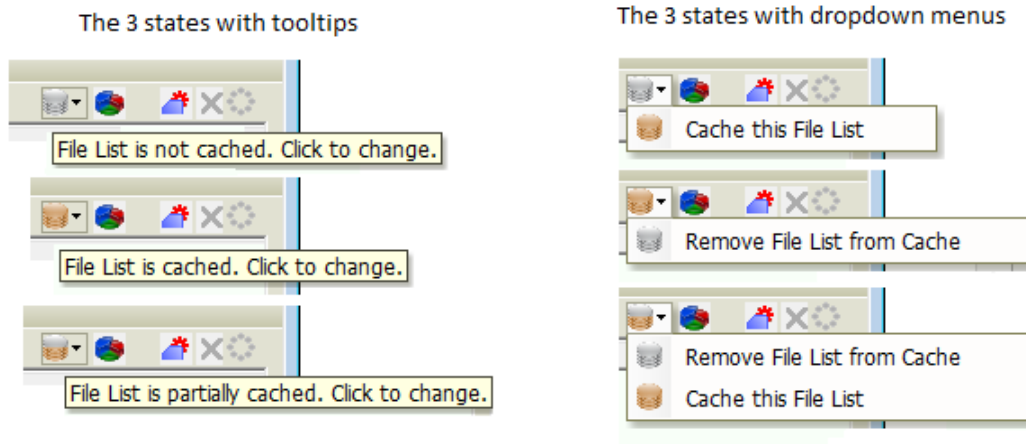 The 3 states with tooltips
File List is not cached. Click to change.
File List is cached. Click to change.
File List is partially cached. Click to change.
The 3 states with dropdown menus
Cache this File List
Remove File List from Cache
Remove File List from Cache
Cache this File List